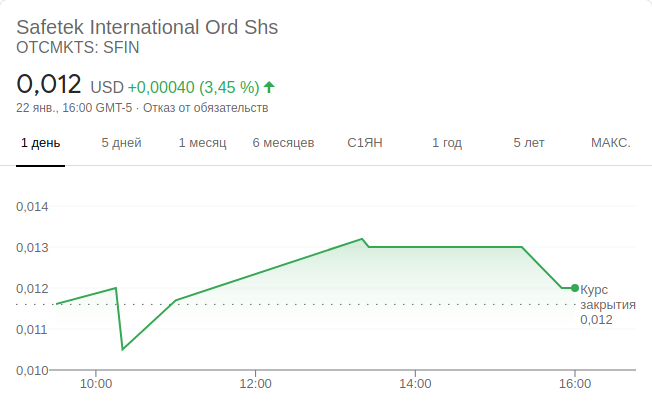 Safetek International Ord Shs
OTCMKTS: SFIN
0,012 USD +0,00040 (3,45 %)
22 янв., 16:00 GMT-5 · Отказ от обязательств
1 день 5 дней 1 месяц 6 месяцев С1ЯН 1 год 5 лет МАКС.
0,014
0,013
0,012
0,011
0,010
Курс
закрытия
0,012
10:00 12:00 14:00 16:00